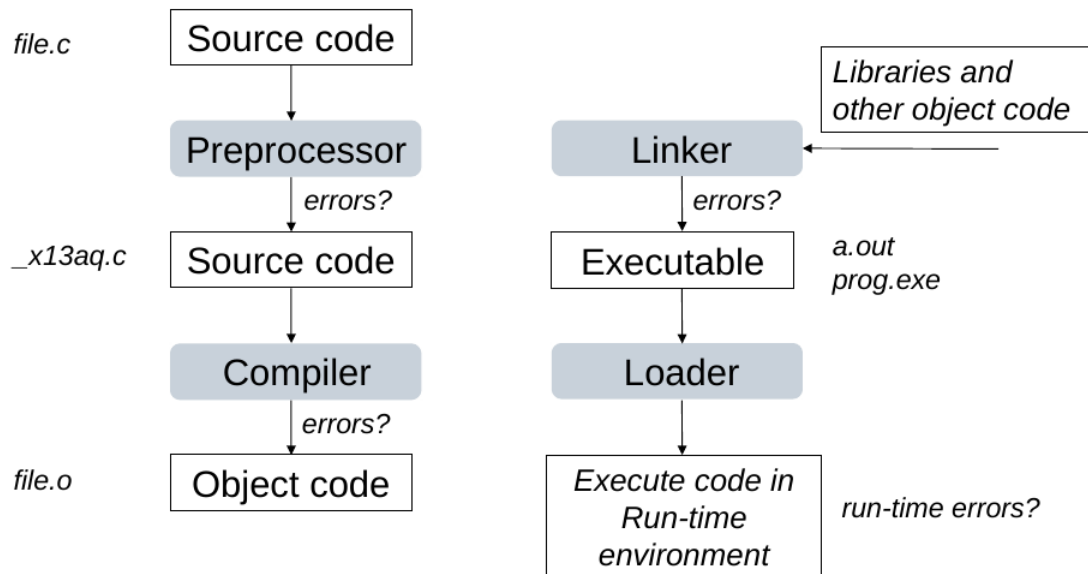 file.c
Source code
Preprocessor
errors?
_x13aq.c
Source code
Compiler
errors?
file.o
Object code
Libraries and
other object code
Linker
errors?
Executable
a.out
prog.exe
Loader
Execute code in
Run-time
environment
run-time errors?